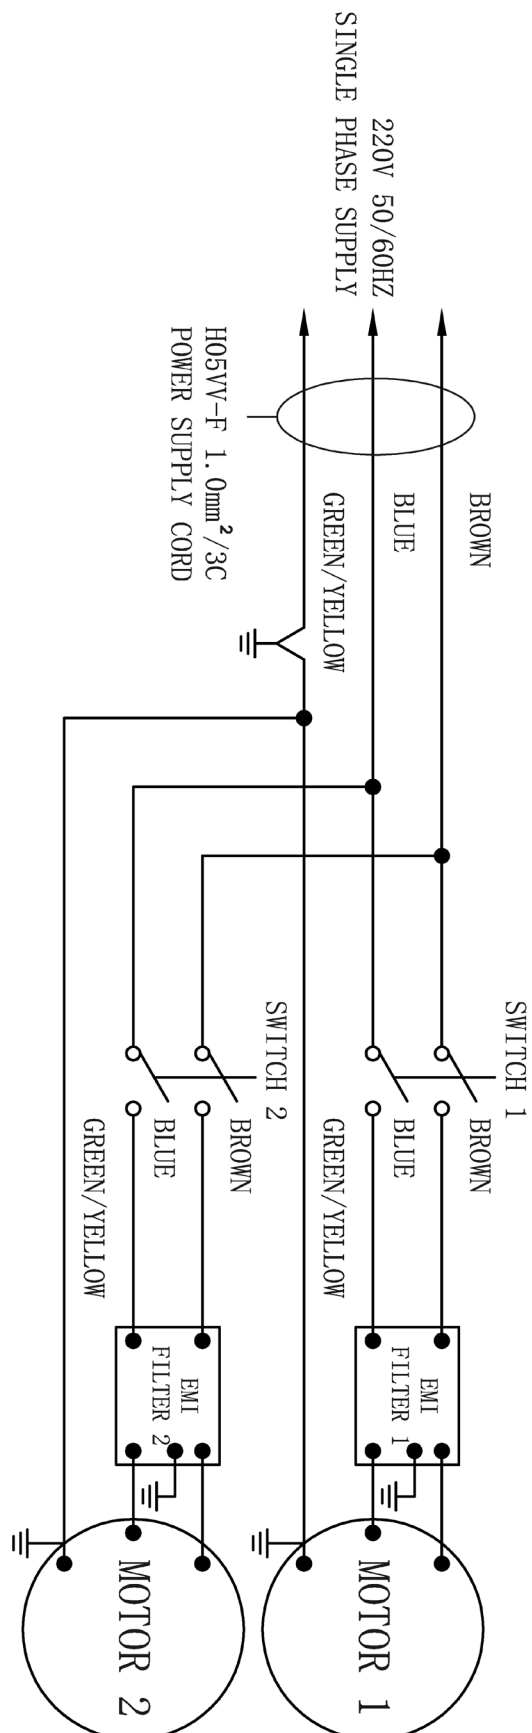 220V 50/60HZ
SINGLE PHASE SUPPLY
H05VV-F 1.0mm²/3C
POWER SUPPLY CORD
BROWN
BLUE
GREEN/YELLOW
SWITCH 1
BROWN
BLUE
GREEN/YELLOW
EMI
FILTER 1
MOTOR 1
SWITCH 2
BROWN
BLUE
GREEN/YELLOW
EMI
FILTER 2
MOTOR 2